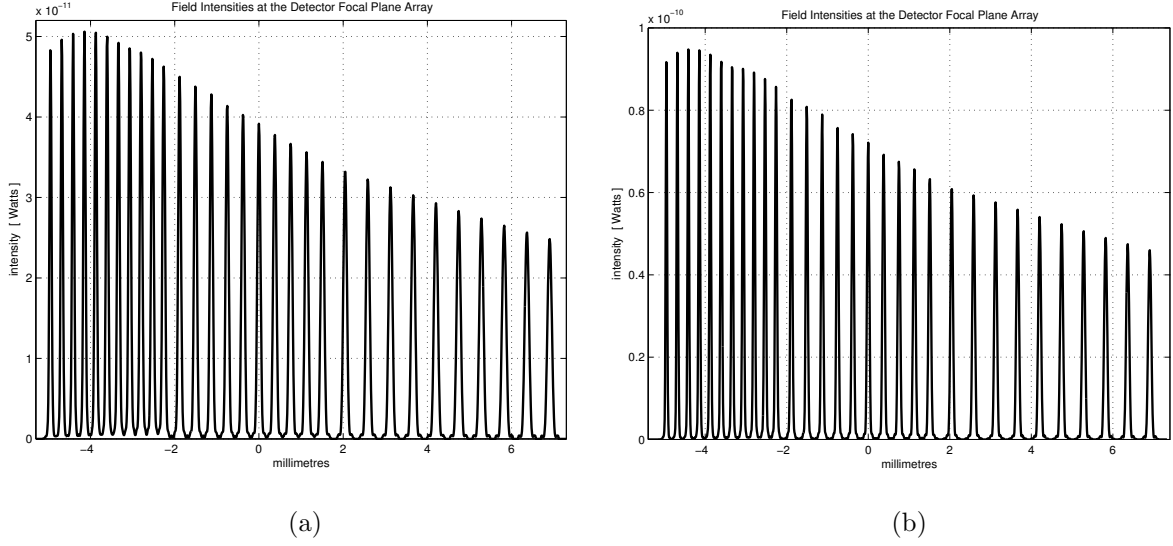 Field Intensities at the Detector Focal Plane Array
x 10⁻¹¹
5
4
3
2
1
0
intensity [ Watts ]
−4 −2 0 2 4 6
millimetres
(a)
Field Intensities at the Detector Focal Plane Array
x 10⁻¹⁰
1
0.8
0.6
0.4
0.2
0
intensity [ Watts ]
−4 −2 0 2 4 6
millimetres
(b)